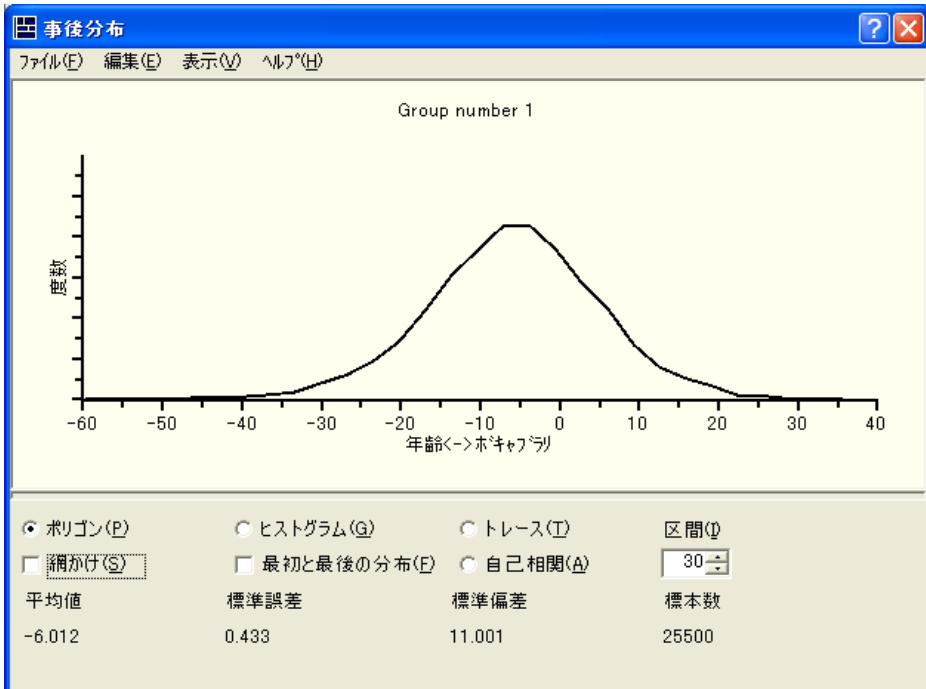 事後分布
ファイル(F) 編集(E) 表示(V) ヘルプ(H)
Group number 1
度数
-60 -50 -40 -30 -20 -10 0 10 20 30 40
年齢<->ボキャブラリ
ポリゴン(P) ヒストグラム(G) トレース(T) 区間(I)
網かけ(S) 最初と最後の分布(F) 自己相関(A) 30
平均値 標準誤差 標準偏差 標本数
-6.012 0.433 11.001 25500